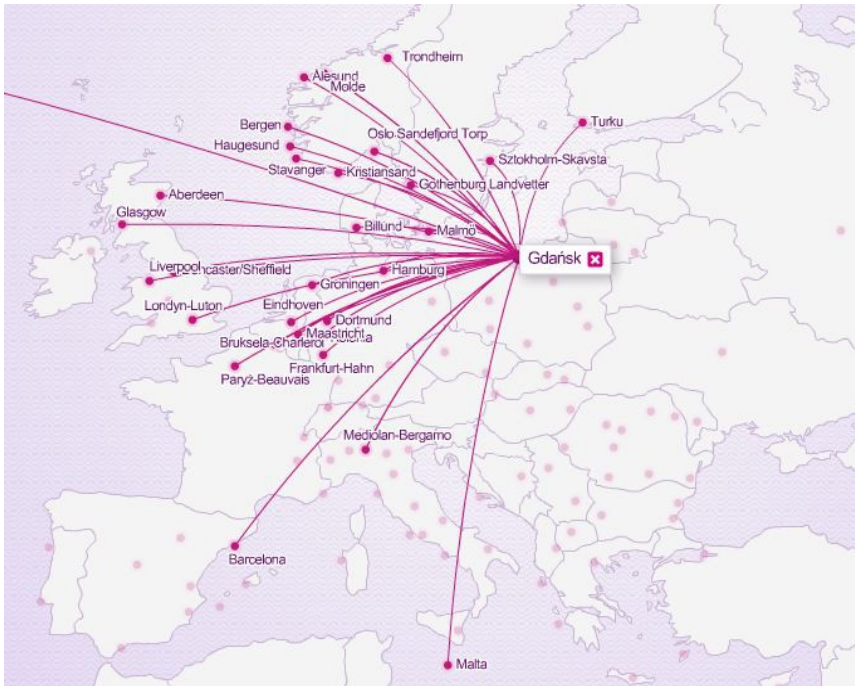 Trondheim
Ålesund
Molde
Bergen
Turku
Oslo Sandefjord Torp
Haugesund
Sztokholm-Skavsta
Stavanger
Kristiansand
Gothenburg Landvetter
Aberdeen
Glasgow
Billund
Malmö
Gdańsk
Liverpool
ncaster/Sheffield
Hamburg
Groningen
Londyn-Luton
Eindhoven
Dortmund
Maastricht
Bruksela-Charleroi
Frankfurt-Hahn
Paryż-Beauvais
Mediolan-Bergamo
Barcelona
Malta